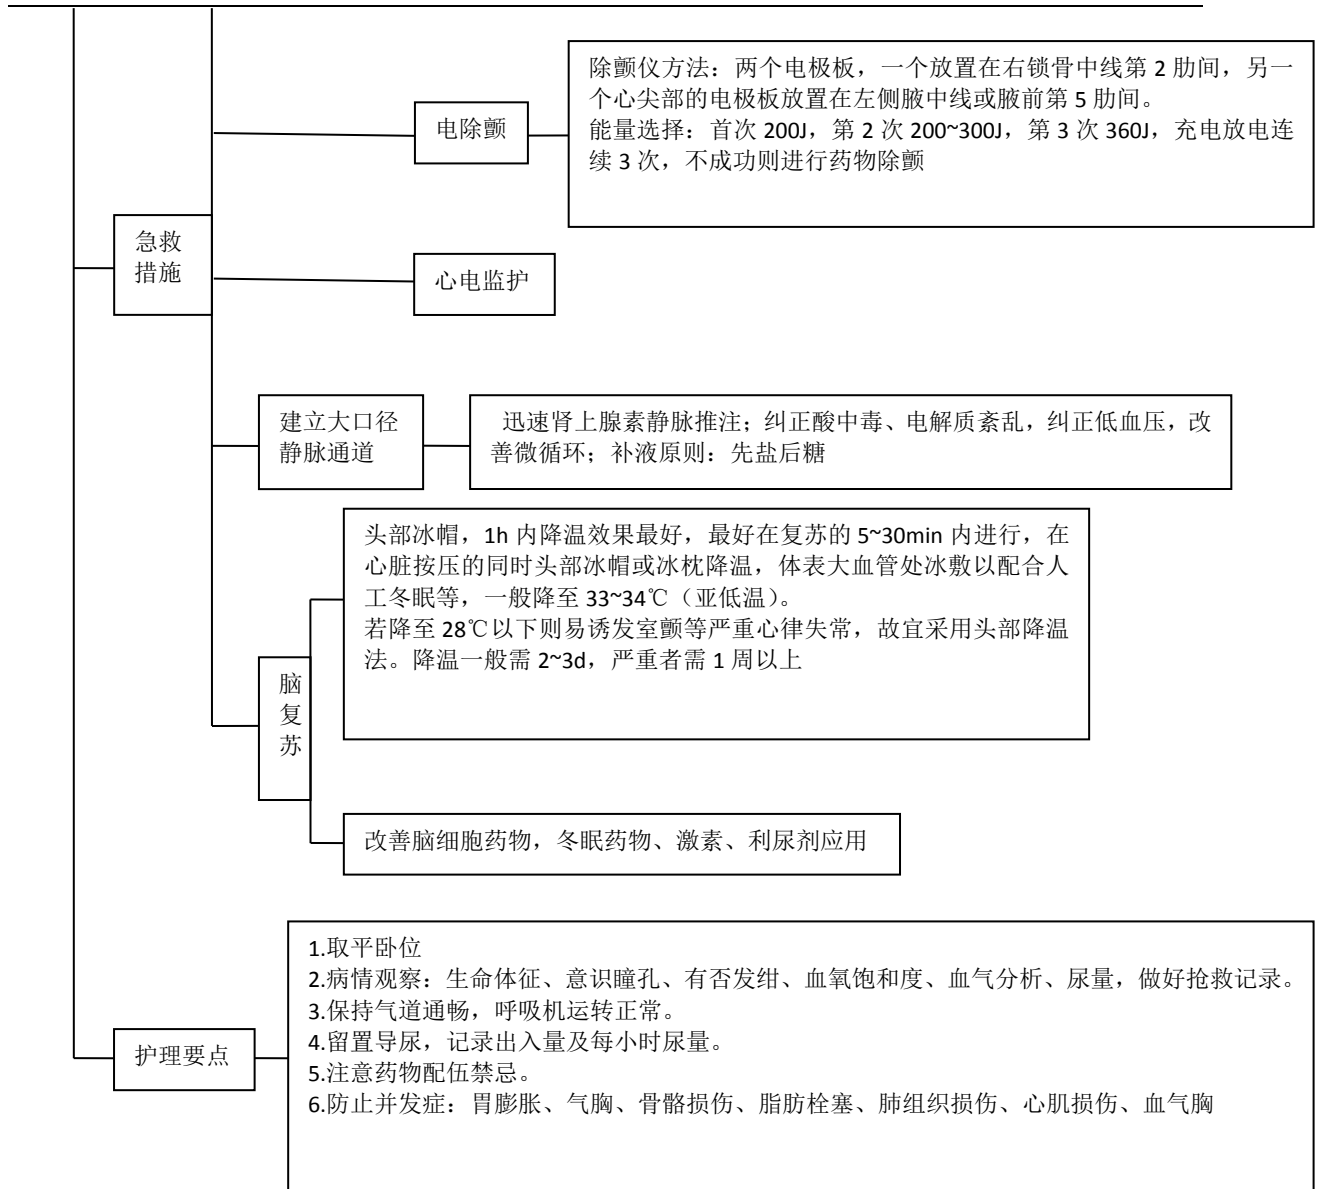 除颤仪方法：两个电极板，一个放置在右锁骨中线第 2 肋间，另一
个心尖部的电极板放置在左侧腋中线或腋前第 5 肋间。
能量选择：首次 200J，第 2 次 200~300J，第 3 次 360J，充电放电连
续 3 次，不成功则进行药物除颤
电除颤
急救
措施
心电监护
建立大口径
静脉通道
迅速肾上腺素静脉推注；纠正酸中毒、电解质紊乱，纠正低血压，改
善微循环；补液原则：先盐后糖
头部冰帽，1h 内降温效果最好，最好在复苏的 5~30min 内进行，在
心脏按压的同时头部冰帽或冰枕降温，体表大血管处冰敷以配合人
工冬眠等，一般降至 33~34℃（亚低温）。
若降至 28℃以下则易诱发室颤等严重心律失常，故宜采用头部降温
法。降温一般需 2~3d，严重者需 1 周以上
脑
复
苏
改善脑细胞药物，冬眠药物、激素、利尿剂应用
护理要点
1.取平卧位
2.病情观察：生命体征、意识瞳孔、有否发绀、血氧饱和度、血气分析、尿量，做好抢救记录。
3.保持气道通畅，呼吸机运转正常。
4.留置导尿，记录出入量及每小时尿量。
5.注意药物配伍禁忌。
6.防止并发症：胃膨胀、气胸、骨骼损伤、脂肪栓塞、肺组织损伤、心肌损伤、血气胸